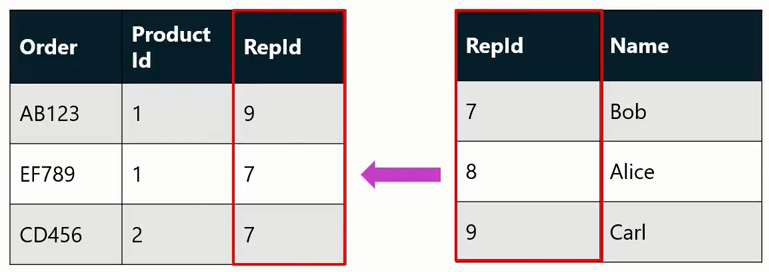 Order Product Id RepId
AB123 1 9
EF789 1 7
CD456 2 7
RepId Name
7 Bob
8 Alice
9 Carl